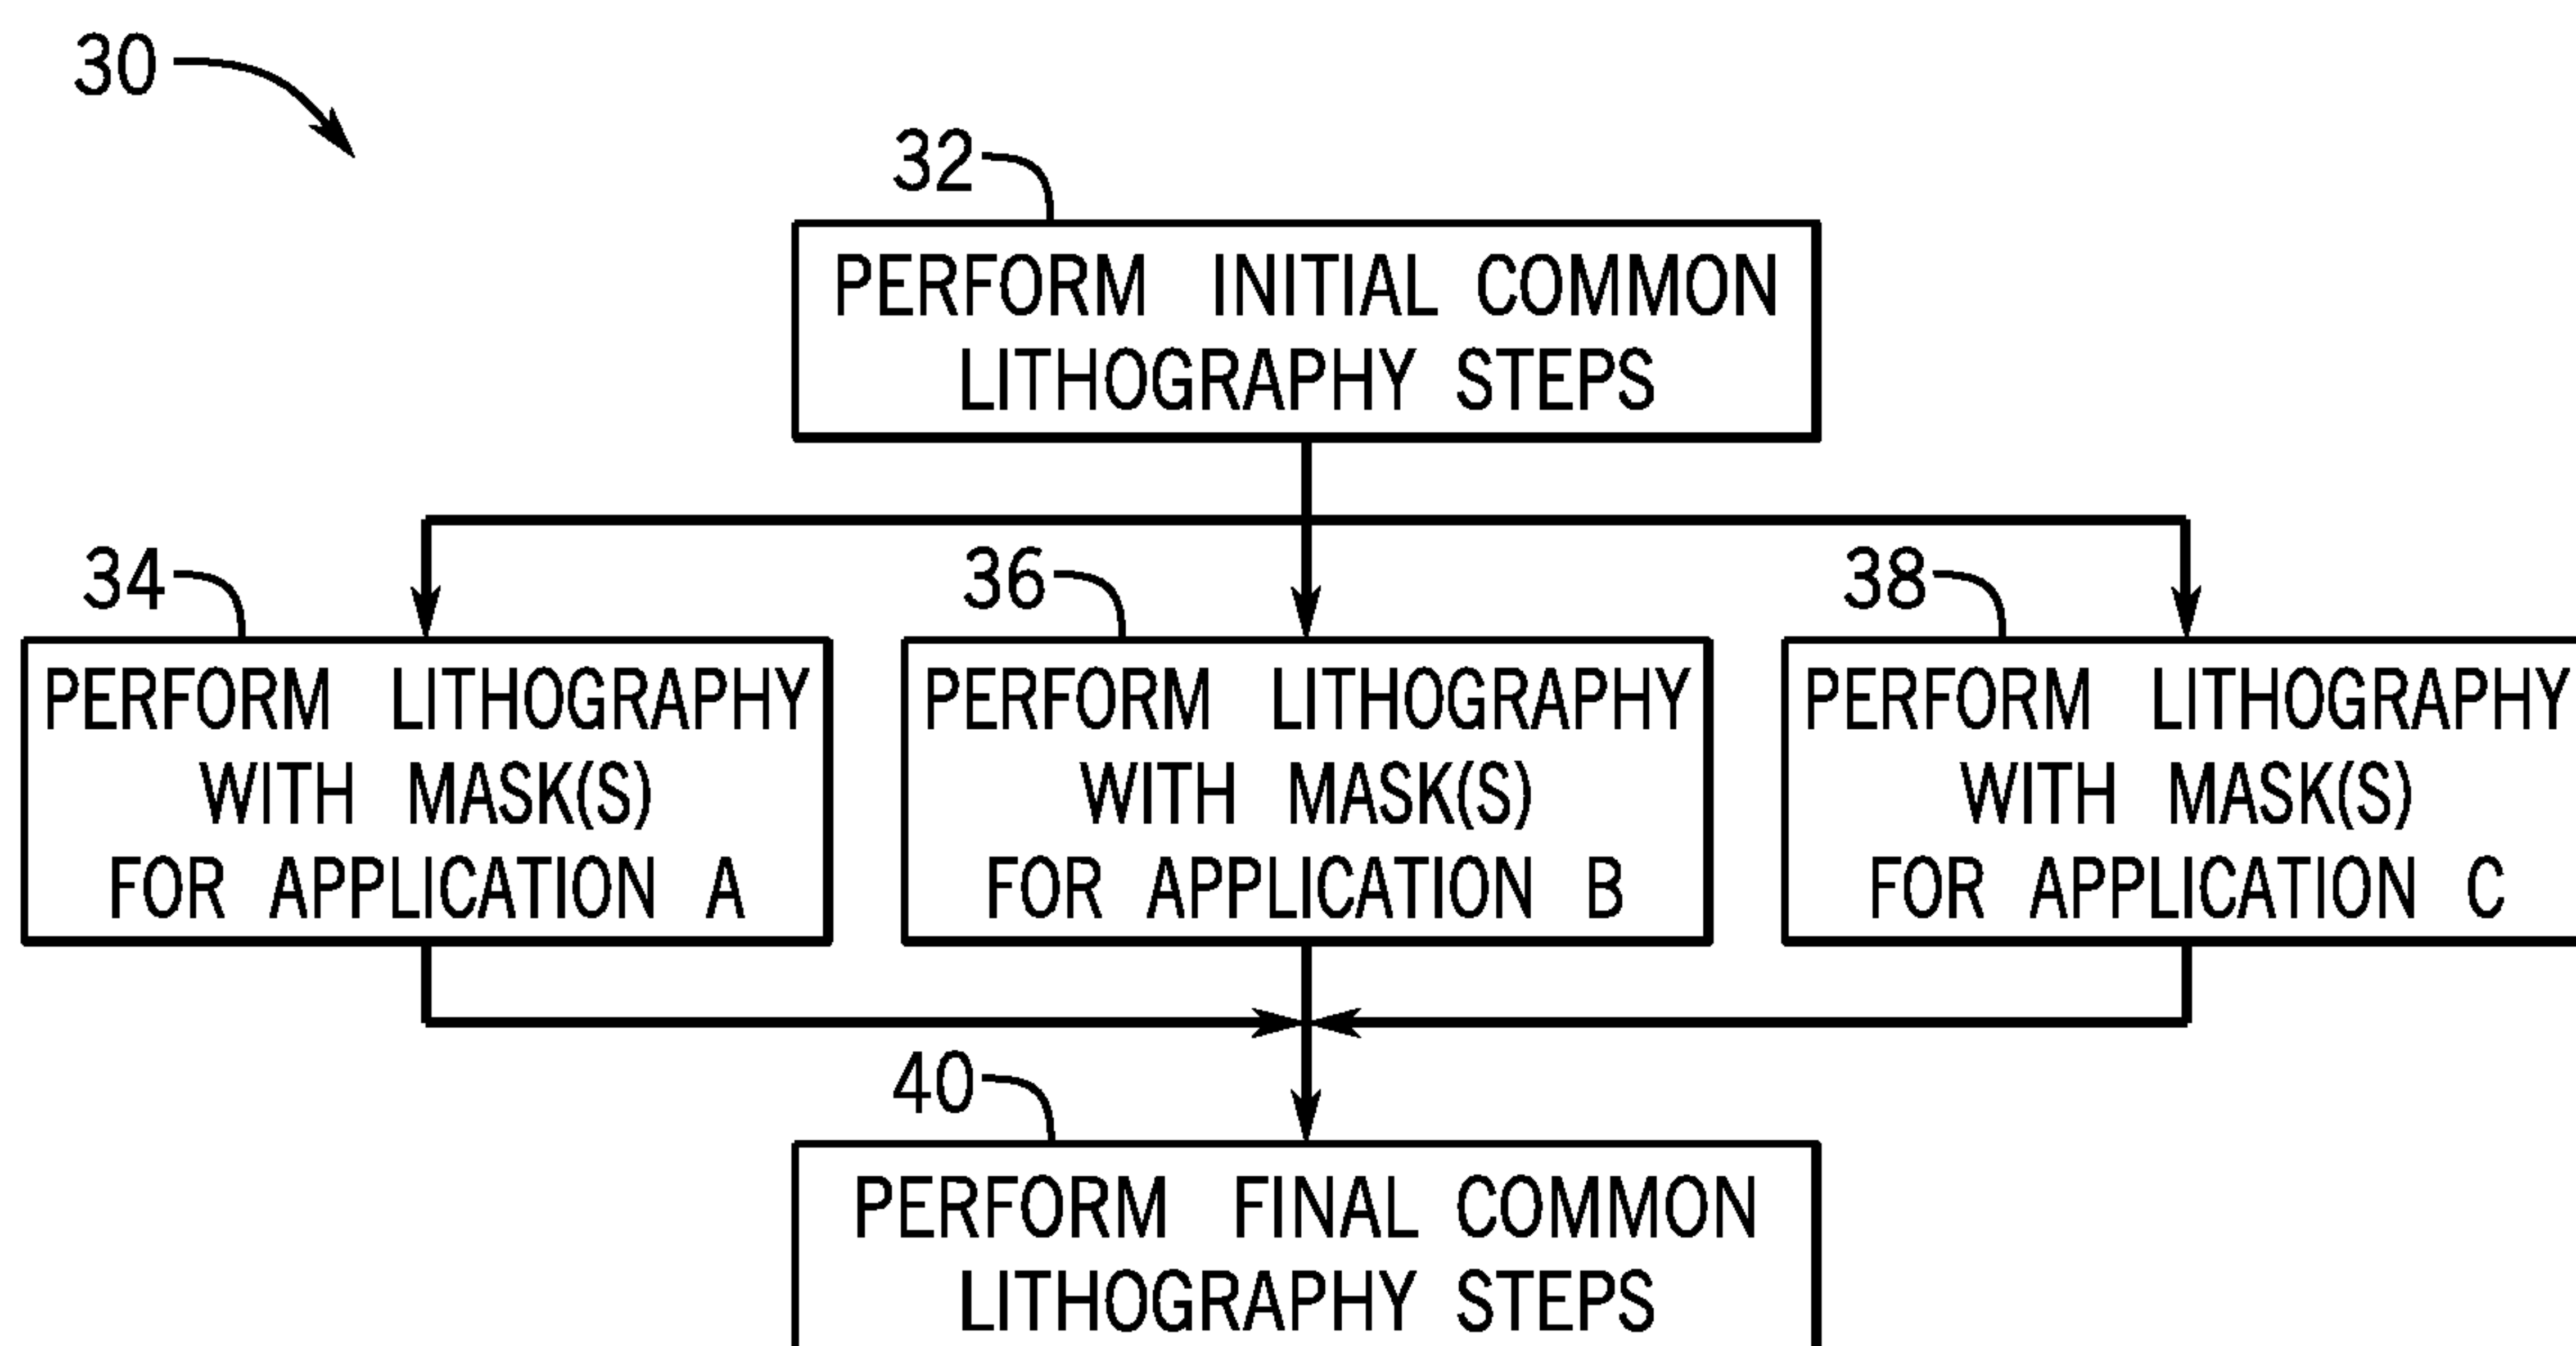 30
32
PERFORM INITIAL COMMON
LITHOGRAPHY STEPS
34
PERFORM LITHOGRAPHY
WITH MASK(S)
FOR APPLICATION A
36
PERFORM LITHOGRAPHY
WITH MASK(S)
FOR APPLICATION B
38
PERFORM LITHOGRAPHY
WITH MASK(S)
FOR APPLICATION C
40
PERFORM FINAL COMMON
LITHOGRAPHY STEPS